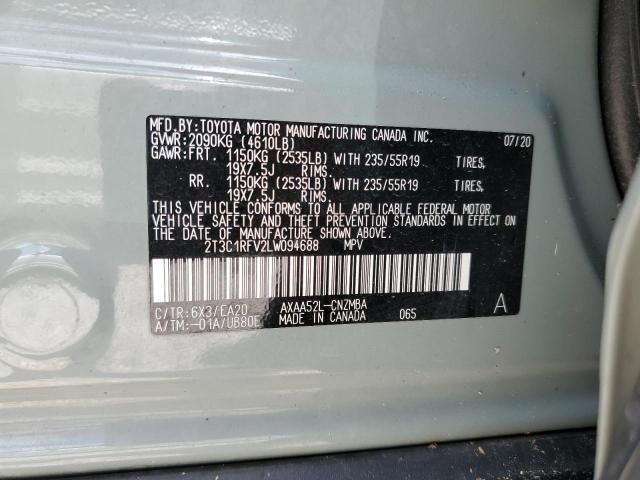 MFD.BY:TOYOTA MOTOR MANUFACTURING CANADA INC. 07/20
GVWR:2090KG (4610LB)
GAWR:FRT. 1150KG (2535LB) WITH 235/55R19 TIRES,
19X7.5J RIMS.
RR. 1150KG (2535LB) WITH 235/55R19 TIRES,
19X7.5J RIMS.
THIS VEHICLE CONFORMS TO ALL APPLICABLE FEDERAL MOTOR
VEHICLE SAFETY AND THEFT PREVENTION STANDARDS IN EFFECT ON
THE DATE OF MANUFACTURE SHOWN ABOVE.
2T3C1RFV2LW094688 MPV
C/TR:6X3/EA20 AXAA52L-CNZMBA
A/TM:-01A/UB80E MADE IN CANADA 065 A